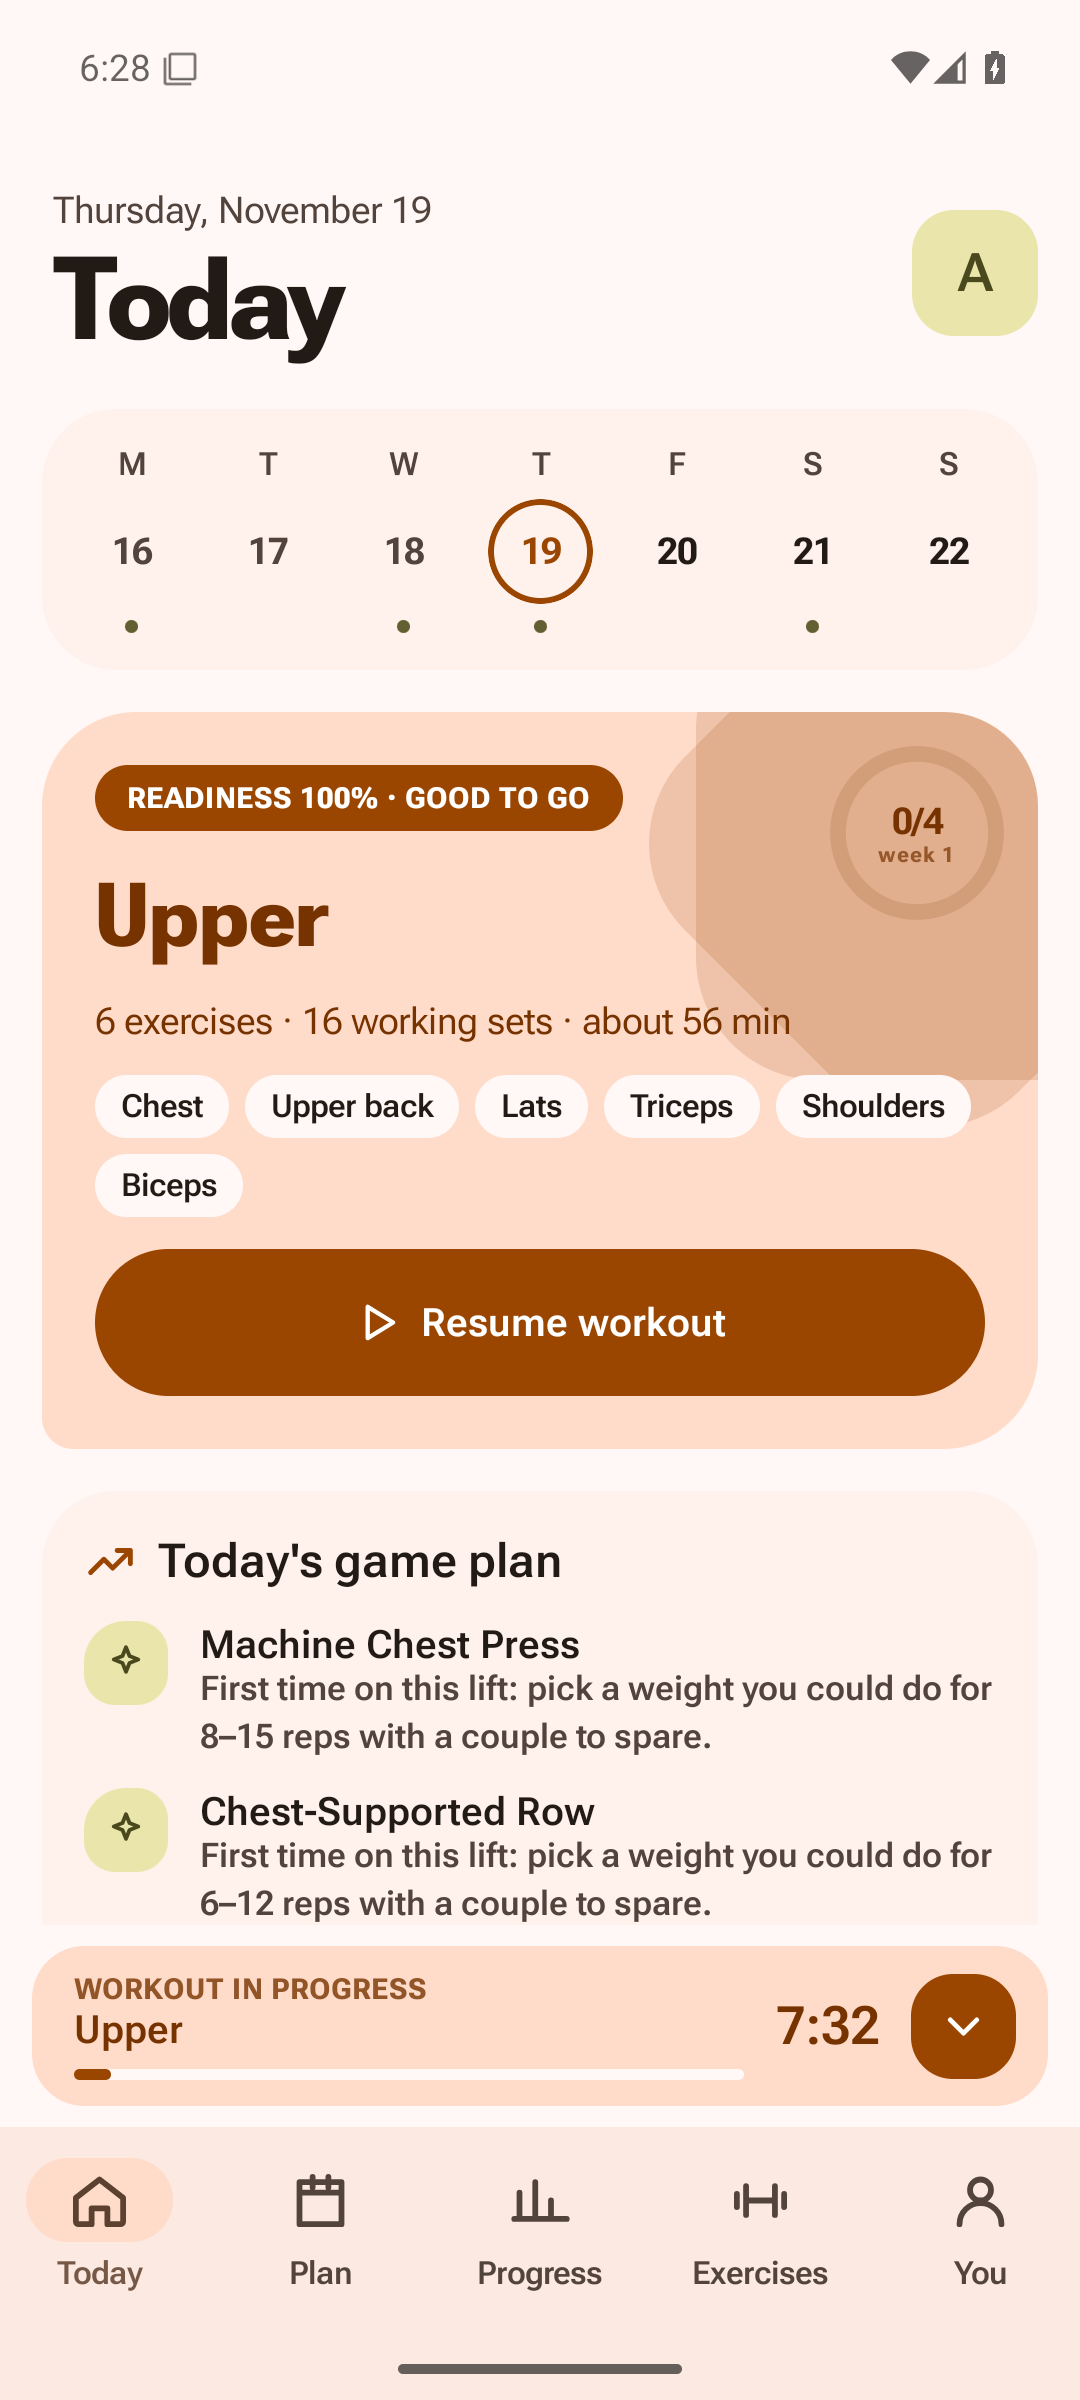 6:28
Thursday, November 19
Today
A
M T W T F S S
16 17 18 19 20 21 22
READINESS 100% · GOOD TO GO
0/4
week 1
Upper
6 exercises · 16 working sets · about 56 min
Chest Upper back Lats Triceps Shoulders
Biceps
Resume workout
Today's game plan
Machine Chest Press
First time on this lift: pick a weight you could do for
8–15 reps with a couple to spare.
Chest-Supported Row
First time on this lift: pick a weight you could do for
6–12 reps with a couple to spare.
WORKOUT IN PROGRESS
Upper
7:32
Today Plan Progress Exercises You